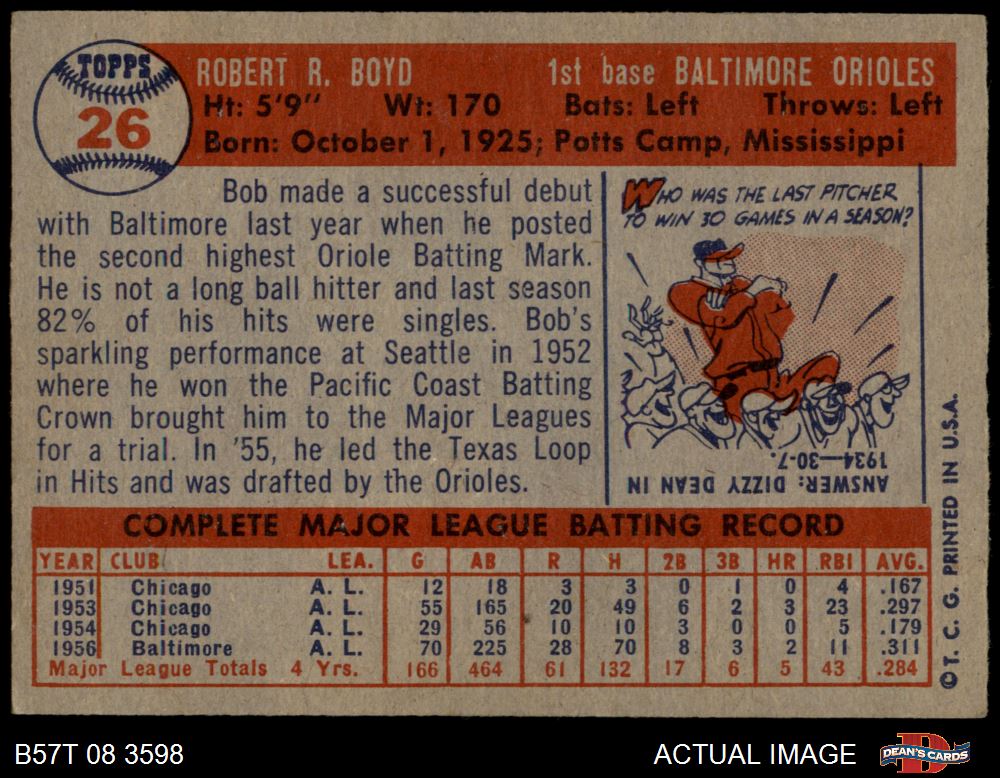 TOPPS
26
ROBERT R. BOYD 1st base BALTIMORE ORIOLES
Ht: 5'9" Wt: 170 Bats: Left Throws: Left
Born: October 1, 1925; Potts Camp, Mississippi
Bob made a successful debut
with Baltimore last year when he posted
the second highest Oriole Batting Mark.
He is not a long ball hitter and last season
82% of his hits were singles. Bob's
sparkling performance at Seattle in 1952
where he won the Pacific Coast Batting
Crown brought him to the Major Leagues
for a trial. In '55, he led the Texas Loop
in Hits and was drafted by the Orioles.
WHO WAS THE LAST PITCHER
TO WIN 30 GAMES IN A SEASON?
ANSWER: DIZZY DEAN IN
1934—30-7.
COMPLETE MAJOR LEAGUE BATTING RECORD
YEAR CLUB LEA. G AB R H 2B 3B HR RBI AVG.
1951 Chicago A. L. 12 18 3 3 0 1 0 4 .167
1953 Chicago A. L. 55 165 20 49 6 2 3 23 .297
1954 Chicago A. L. 29 56 10 10 3 0 0 5 .179
1956 Baltimore A. L. 70 225 28 70 8 3 2 11 .311
Major League Totals 4 Yrs. 166 464 61 132 17 6 5 43 .284
©T. C. G. PRINTED IN U.S.A.
B57T 08 3598 ACTUAL IMAGE
D
DEAN'S CARDS